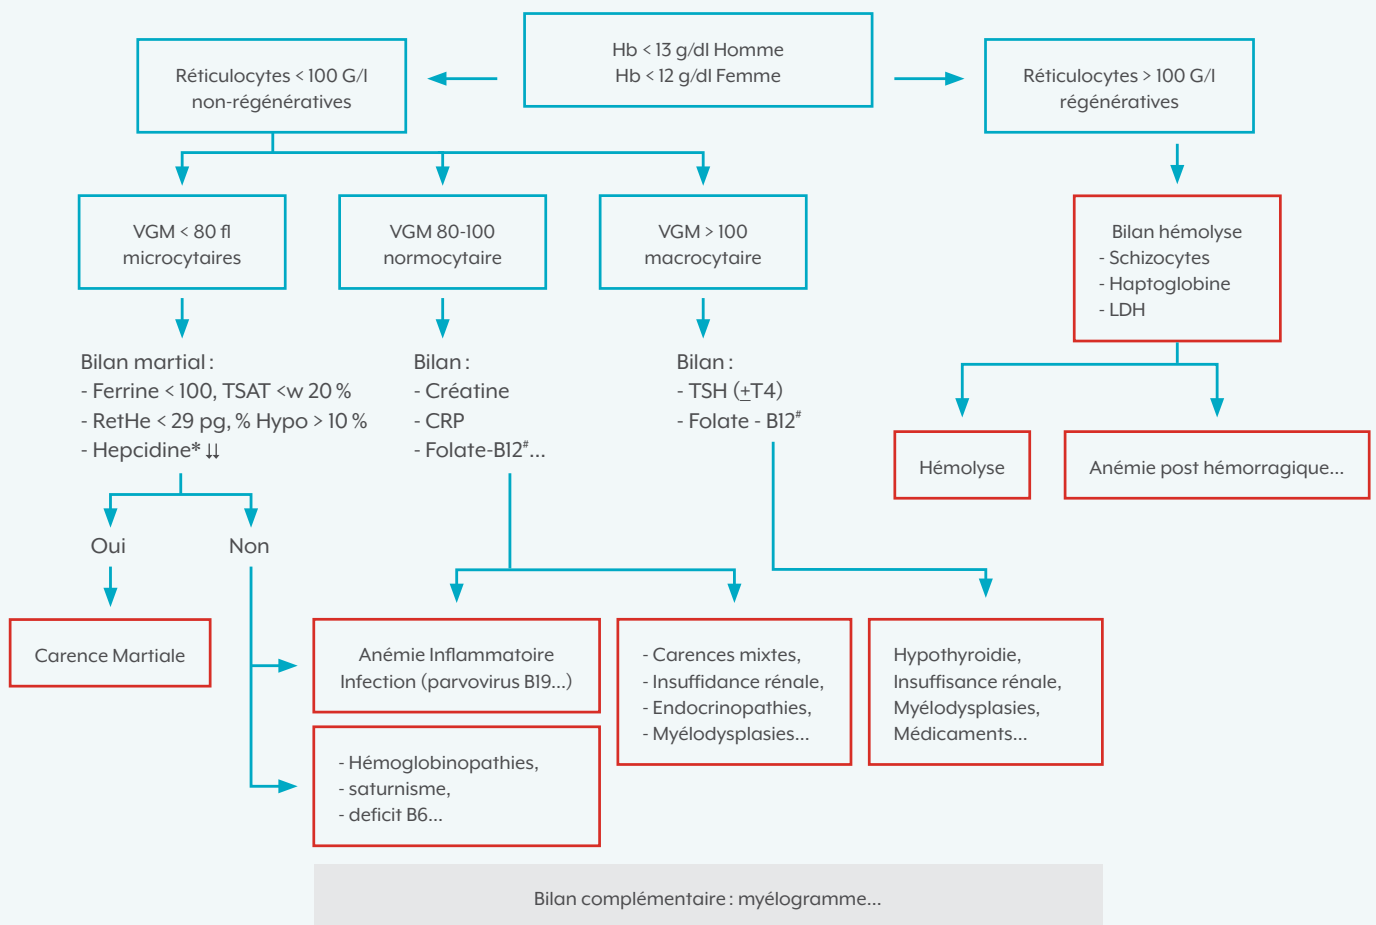 Hb < 13 g/dl Homme
Hb < 12 g/dl Femme
Réticulocytes < 100 G/l
non-régénératives
Réticulocytes > 100 G/l
régénératives
VGM < 80 fl
microcytaires
VGM 80-100
normocytaire
VGM > 100
macrocytaire
Bilan hémolyse
- Schizocytes
- Haptoglobine
- LDH
Bilan martial :
- Ferrine < 100, TSAT <w 20 %
- RetHe < 29 pg, % Hypo > 10 %
- Hepcidine* ↓↓
Bilan :
- Créatine
- CRP
- Folate-B12#...
Bilan :
- TSH (±T4)
- Folate - B12#
Hémolyse
Anémie post hémorragique...
Oui
Non
Carence Martiale
Anémie Inflammatoire
Infection (parvovirus B19...)
- Hémoglobinopathies,
- saturnisme,
- deficit B6...
- Carences mixtes,
- Insuffidance rénale,
- Endocrinopathies,
- Myélodysplasies...
Hypothyroidie,
Insuffisance rénale,
Myélodysplasies,
Médicaments...
Bilan complémentaire : myélogramme...